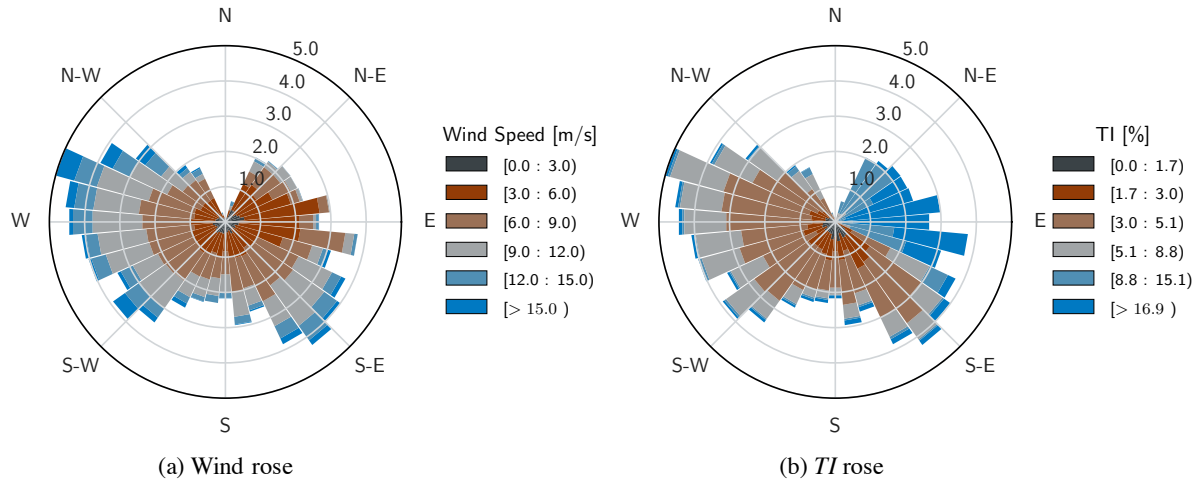 N
5.0
4.0
3.0
2.0
1.0
N-W
N-E
W
E
S-W
S-E
S
Wind Speed [m/s]
[0.0 : 3.0)
[3.0 : 6.0)
[6.0 : 9.0)
[9.0 : 12.0)
[12.0 : 15.0)
[> 15.0 )
(a) Wind rose
N
5.0
4.0
3.0
2.0
1.0
N-W
N-E
W
E
S-W
S-E
S
TI [%]
[0.0 : 1.7)
[1.7 : 3.0)
[3.0 : 5.1)
[5.1 : 8.8)
[8.8 : 15.1)
[> 16.9 )
(b) TI rose